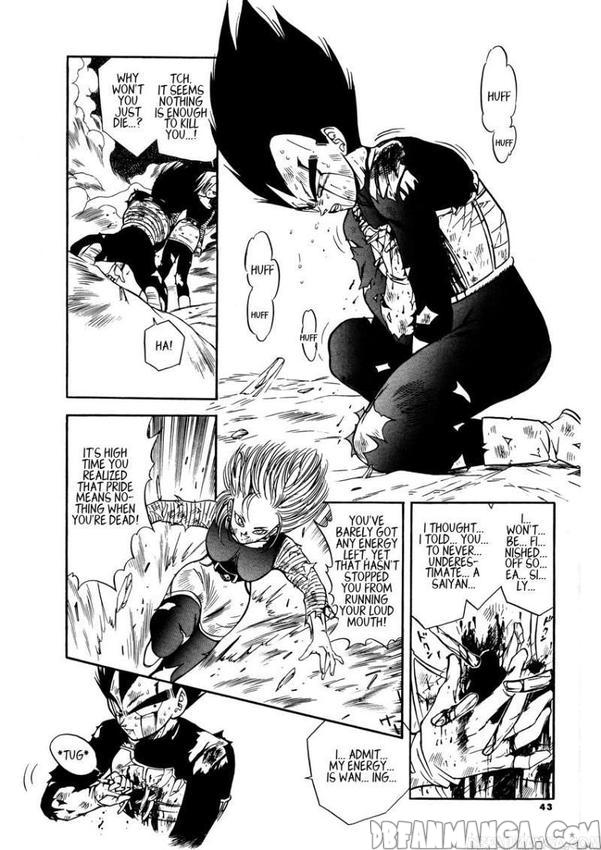 HUFF
HUFF
HUFF
HUFF
HUFF
TCH.
IT SEEMS
NOTHING
IS ENOUGH
TO KILL
YOU...!
WHY
WON'T
YOU
JUST
DIE...?
HA!
I...
WON'T
BE... FI-
NISHED...
OFF SO...
EA... SI-
LY...
I THOUGHT...
I TOLD... YOU...
TO NEVER...
UNDERES-
TIMATE... A
SAIYAN...
YOU'VE
BARELY GOT
ANY ENERGY
LEFT, YET
THAT HASN'T
STOPPED
YOU FROM
RUNNING
YOUR LOUD
MOUTH!
IT'S HIGH
TIME YOU
REALIZED
THAT PRIDE
MEANS NO-
THING WHEN
YOU'RE DEAD!
I... ADMIT...
MY ENERGY...
IS WAN... ING...
*TUG*
43
DBFANMANGA.COM